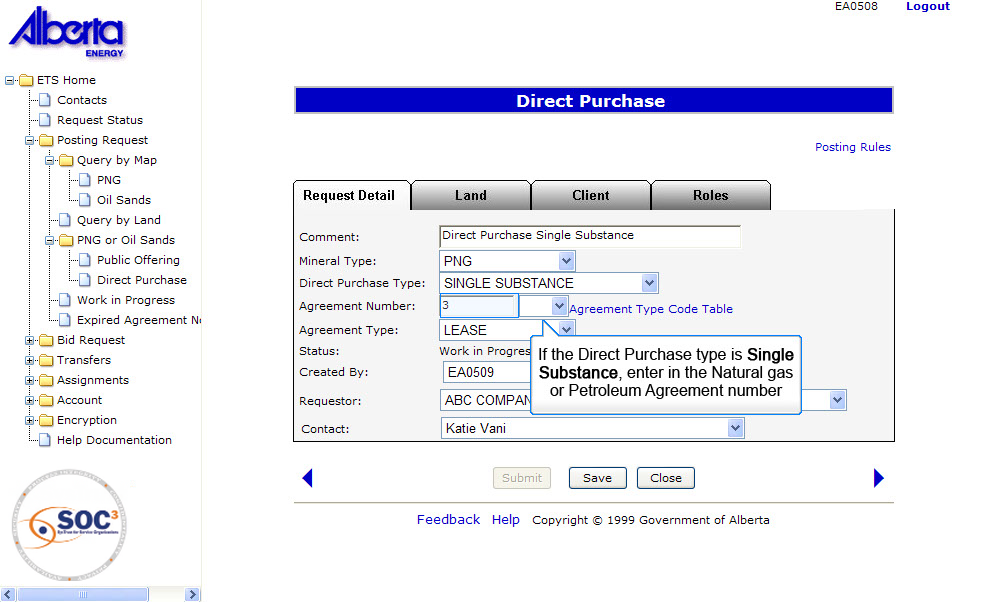 EA0508 Logout
Alberta
ENERGY
ETS Home
Contacts
Request Status
Posting Request
Query by Map
PNG
Oil Sands
Query by Land
PNG or Oil Sands
Public Offering
Direct Purchase
Work in Progress
Expired Agreement No
Bid Request
Transfers
Assignments
Account
Encryption
Help Documentation
SOC3
Direct Purchase
Posting Rules
Request Detail Land Client Roles
Comment: Direct Purchase Single Substance
Mineral Type: PNG
Direct Purchase Type: SINGLE SUBSTANCE
Agreement Number: 3 Agreement Type Code Table
Agreement Type: LEASE
Status: Work in Progres
Created By: EA0509
Requestor: ABC COMPAN
Contact: Katie Vani
If the Direct Purchase type is Single
Substance, enter in the Natural gas
or Petroleum Agreement number
Submit Save Close
Feedback Help Copyright © 1999 Government of Alberta